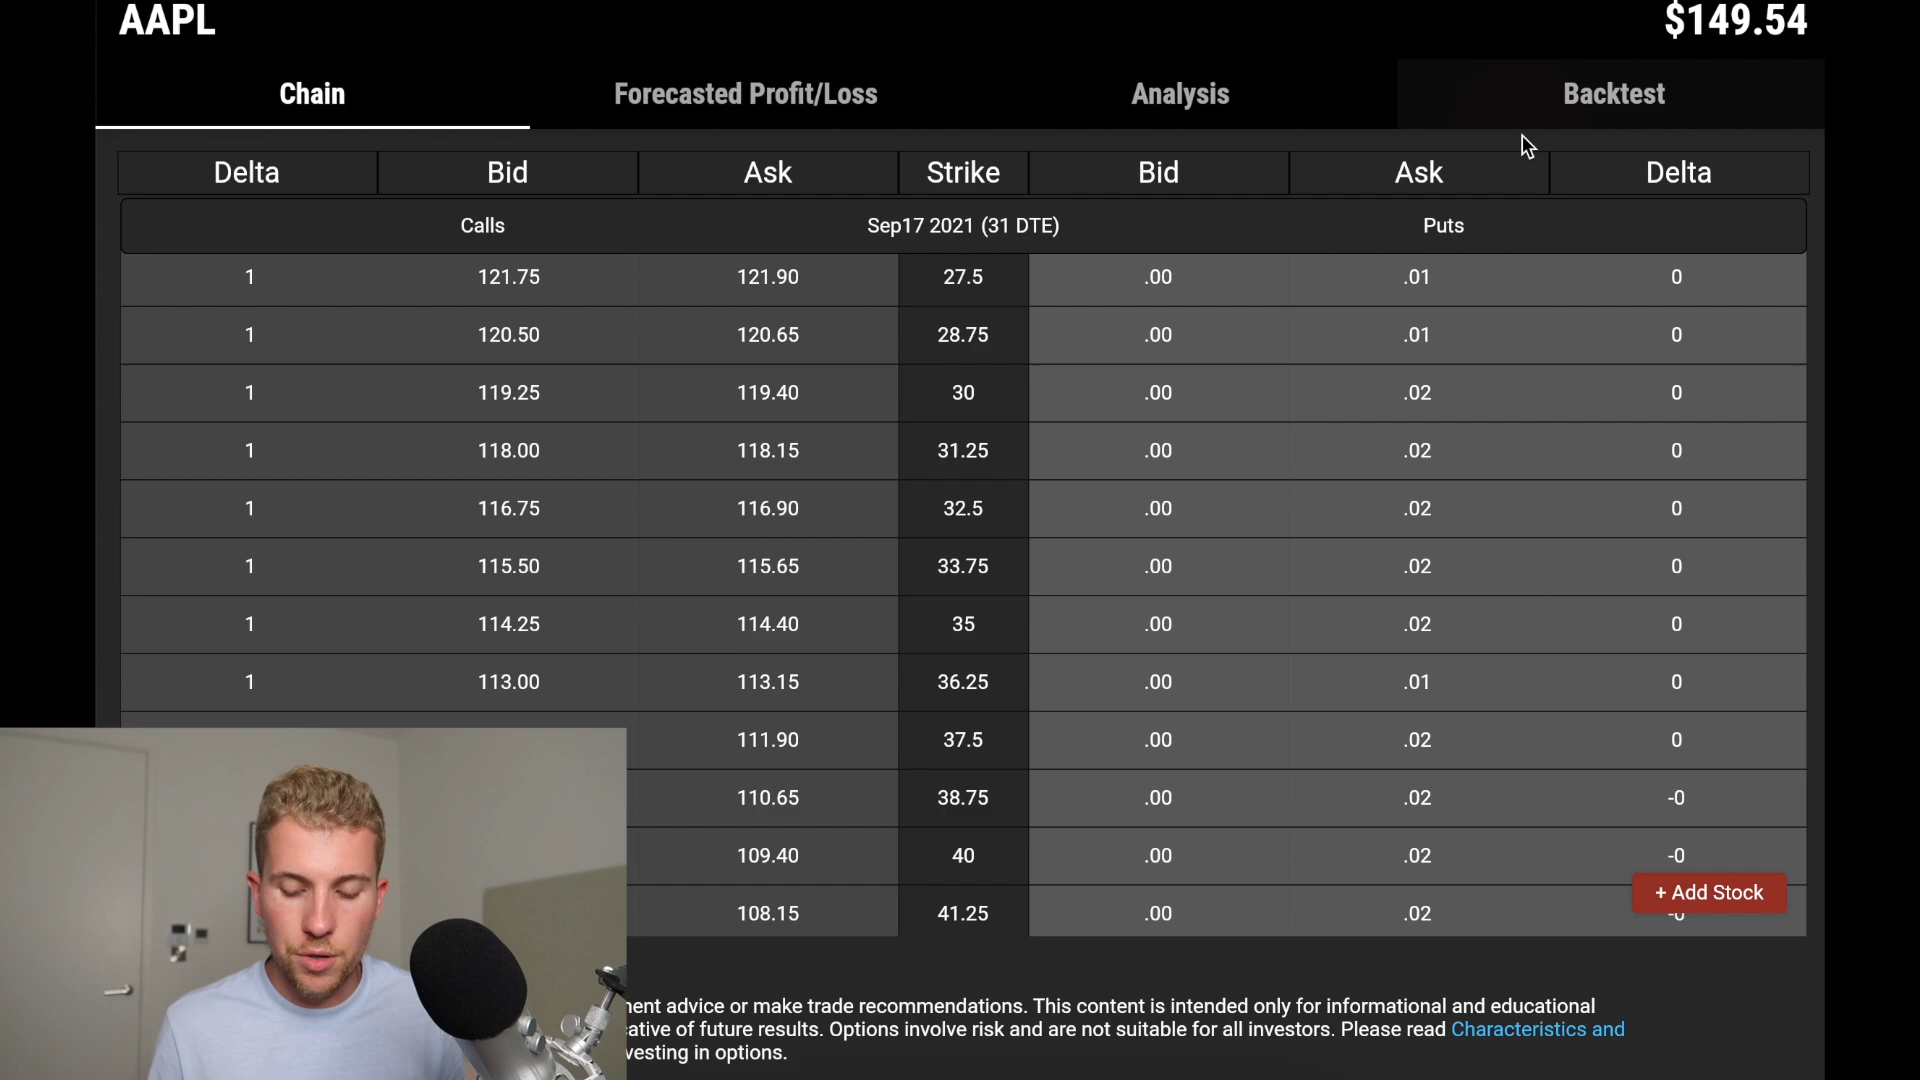 AAPL $149.54
Chain Forecasted Profit/Loss Analysis Backtest
Delta Bid Ask Strike Bid Ask Delta
Calls Sep17 2021 (31 DTE) Puts
1 121.75 121.90 27.5 .00 .01 0
1 120.50 120.65 28.75 .00 .01 0
1 119.25 119.40 30 .00 .02 0
1 118.00 118.15 31.25 .00 .02 0
1 116.75 116.90 32.5 .00 .02 0
1 115.50 115.65 33.75 .00 .02 0
1 114.25 114.40 35 .00 .02 0
1 113.00 113.15 36.25 .00 .01 0
111.90 37.5 .00 .02 0
110.65 38.75 .00 .02 -0
109.40 40 .00 .02 -0
+ Add Stock
108.15 41.25 .00 .02 -0
advice or make trade recommendations. This content is intended only for informational and educational
of future results. Options involve risk and are not suitable for all investors. Please read Characteristics and
in options.